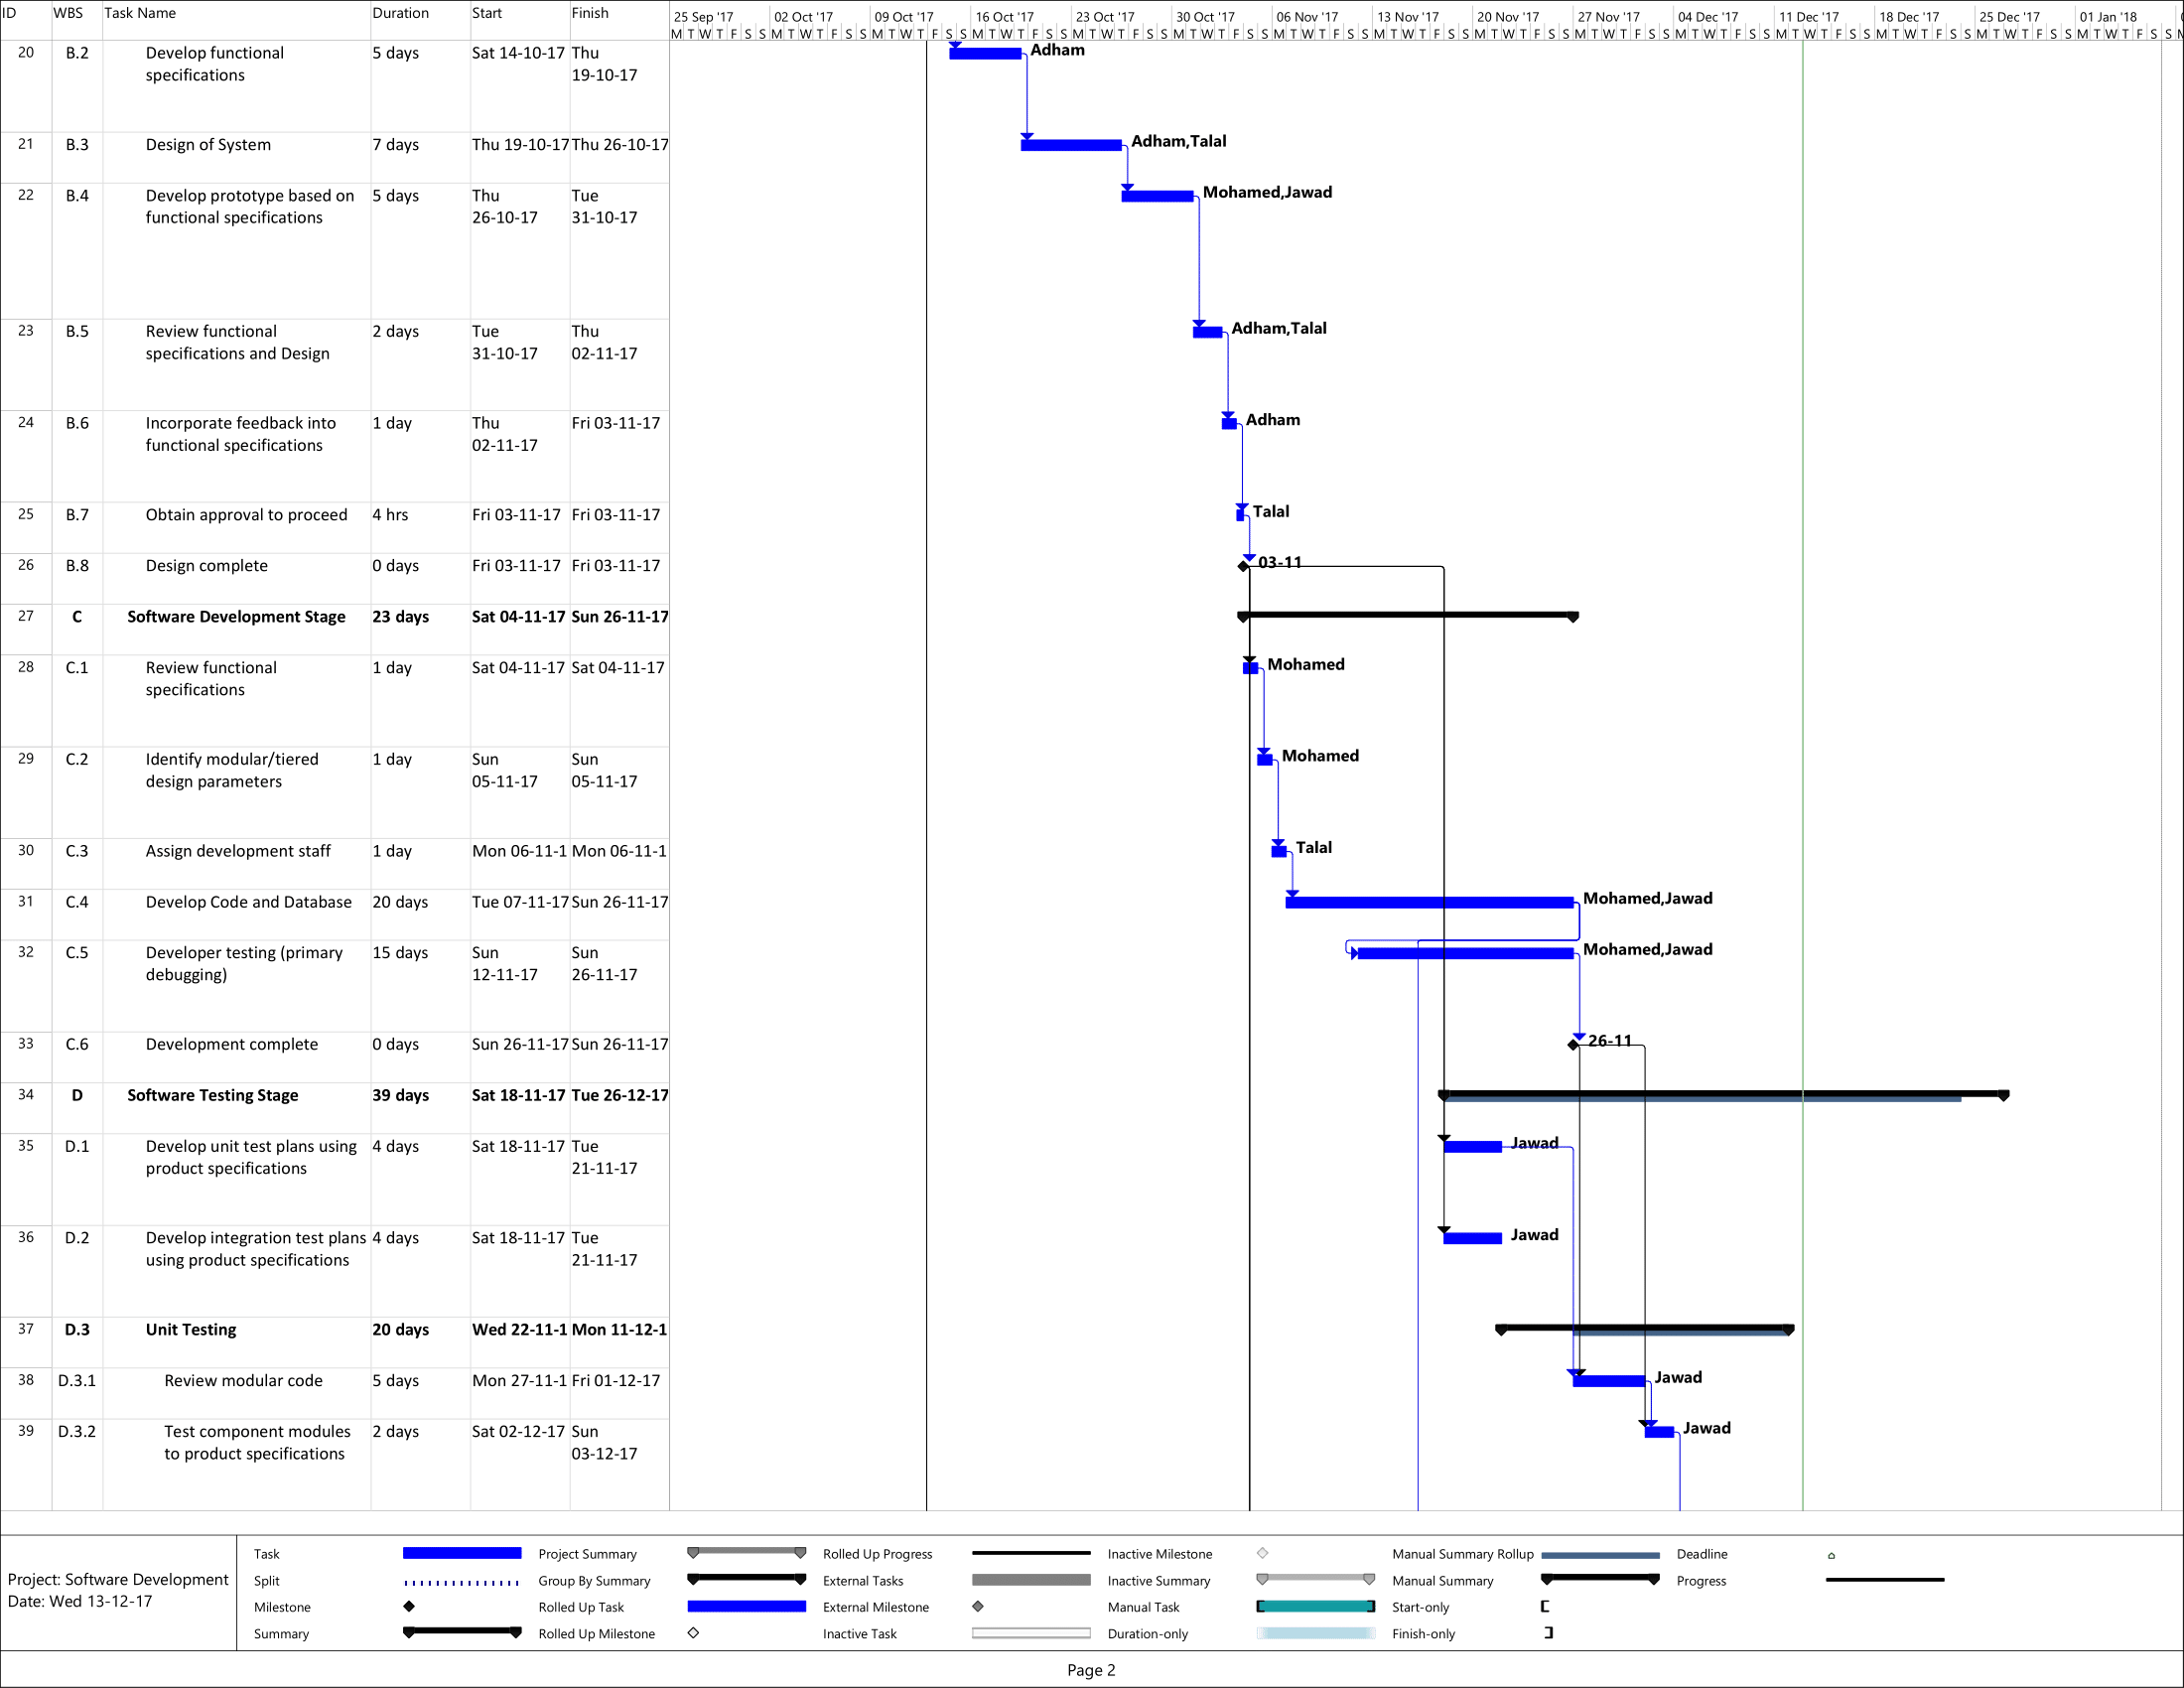 ID WBS Task Name Duration Start Finish
25 Sep '17 02 Oct '17 09 Oct '17 16 Oct '17 23 Oct '17 30 Oct '17 06 Nov '17 13 Nov '17 20 Nov '17 27 Nov '17 04 Dec '17 11 Dec '17 18 Dec '17 25 Dec '17 01 Jan '18
M T W T F S S M T W T F S S M T W T F S S M T W T F S S M T W T F S S M T W T F S S M T W T F S S M T W T F S S M T W T F S S M T W T F S S M T W T F S S M T W T F S S M T W T F S S M T W T F S S M T W T F S S
20 B.2 Develop functional 5 days Sat 14-10-17 Thu Adham
specifications 19-10-17
21 B.3 Design of System 7 days Thu 19-10-17 Thu 26-10-17 Adham,Talal
22 B.4 Develop prototype based on 5 days Thu Tue Mohamed,Jawad
functional specifications 26-10-17 31-10-17
23 B.5 Review functional 2 days Tue Thu Adham,Talal
specifications and Design 31-10-17 02-11-17
24 B.6 Incorporate feedback into 1 day Thu Fri 03-11-17 Adham
functional specifications 02-11-17
25 B.7 Obtain approval to proceed 4 hrs Fri 03-11-17 Fri 03-11-17 Talal
26 B.8 Design complete 0 days Fri 03-11-17 Fri 03-11-17 03-11
27 C Software Development Stage 23 days Sat 04-11-17 Sun 26-11-17
28 C.1 Review functional 1 day Sat 04-11-17 Sat 04-11-17 Mohamed
specifications
29 C.2 Identify modular/tiered 1 day Sun Sun Mohamed
design parameters 05-11-17 05-11-17
30 C.3 Assign development staff 1 day Mon 06-11-1 Mon 06-11-1 Talal
31 C.4 Develop Code and Database 20 days Tue 07-11-17 Sun 26-11-17 Mohamed,Jawad
32 C.5 Developer testing (primary 15 days Sun Sun Mohamed,Jawad
debugging) 12-11-17 26-11-17
33 C.6 Development complete 0 days Sun 26-11-17 Sun 26-11-17 26-11
34 D Software Testing Stage 39 days Sat 18-11-17 Tue 26-12-17
35 D.1 Develop unit test plans using 4 days Sat 18-11-17 Tue Jawad
product specifications 21-11-17
36 D.2 Develop integration test plans 4 days Sat 18-11-17 Tue Jawad
using product specifications 21-11-17
37 D.3 Unit Testing 20 days Wed 22-11-1 Mon 11-12-1
38 D.3.1 Review modular code 5 days Mon 27-11-1 Fri 01-12-17 Jawad
39 D.3.2 Test component modules 2 days Sat 02-12-17 Sun Jawad
to product specifications 03-12-17
Project: Software Development
Date: Wed 13-12-17
Task Project Summary Rolled Up Progress Inactive Milestone Manual Summary Rollup Deadline
Split Group By Summary External Tasks Inactive Summary Manual Summary Progress
Milestone Rolled Up Task External Milestone Manual Task Start-only
Summary Rolled Up Milestone Inactive Task Duration-only Finish-only
Page 2